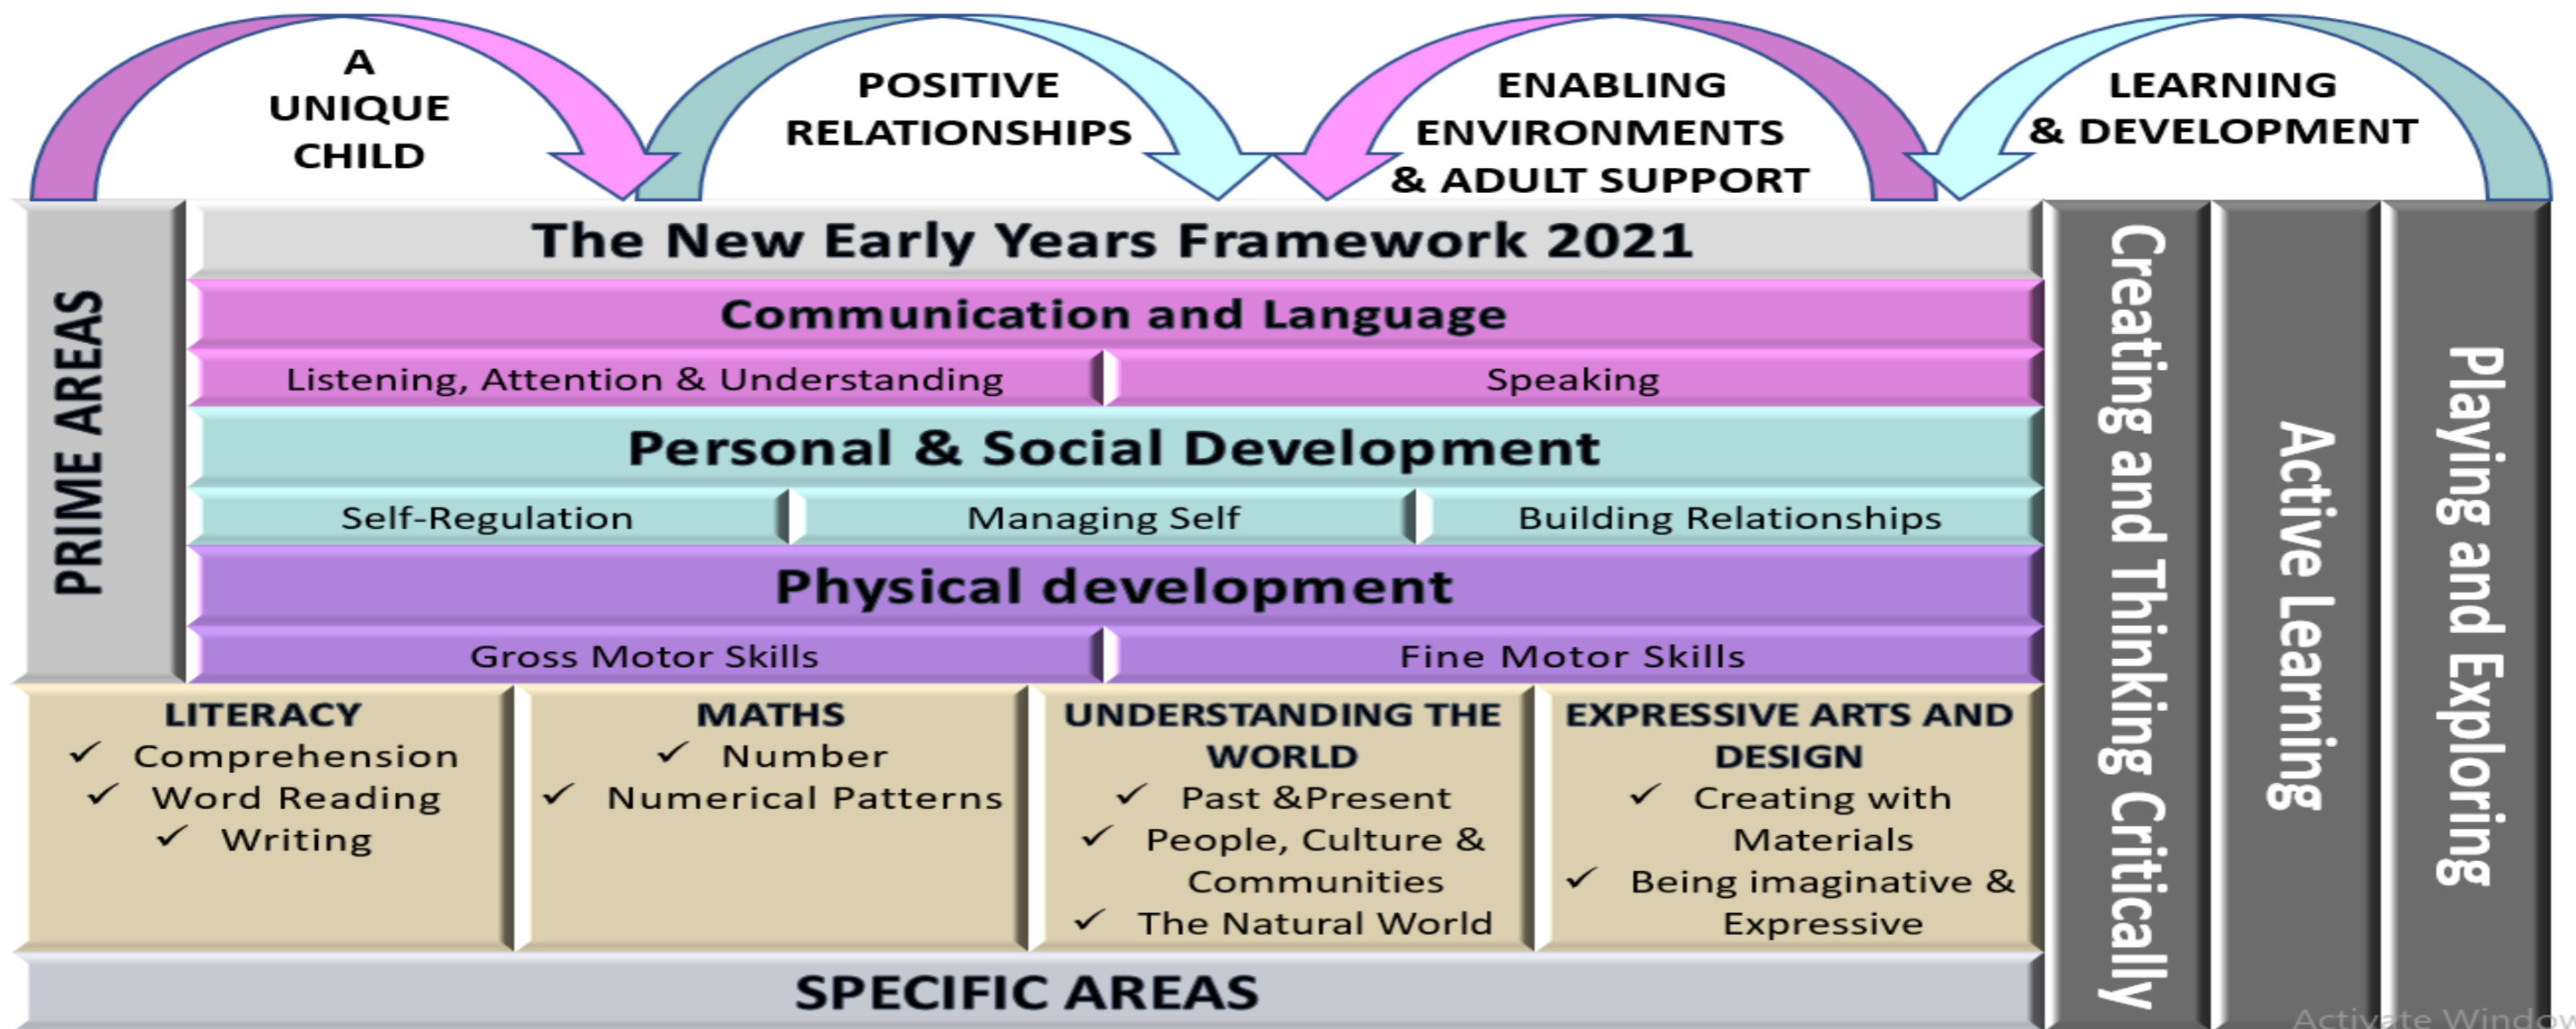 A
UNIQUE
CHILD
POSITIVE
RELATIONSHIPS
ENABLING
ENVIRONMENTS
& ADULT SUPPORT
LEARNING
& DEVELOPMENT
PRIME AREAS
The New Early Years Framework 2021
Communication and Language
Listening, Attention & Understanding
Speaking
Personal & Social Development
Self-Regulation
Managing Self
Building Relationships
Physical development
Gross Motor Skills
Fine Motor Skills
LITERACY
✓ Comprehension
✓ Word Reading
✓ Writing
MATHS
✓ Number
✓ Numerical Patterns
UNDERSTANDING THE
WORLD
✓ Past &Present
✓ People, Culture &
Communities
✓ The Natural World
EXPRESSIVE ARTS AND
DESIGN
✓ Creating with
Materials
✓ Being imaginative &
Expressive
SPECIFIC AREAS
Creating and Thinking Critically
Active Learning
Playing and Exploring
Activate Window